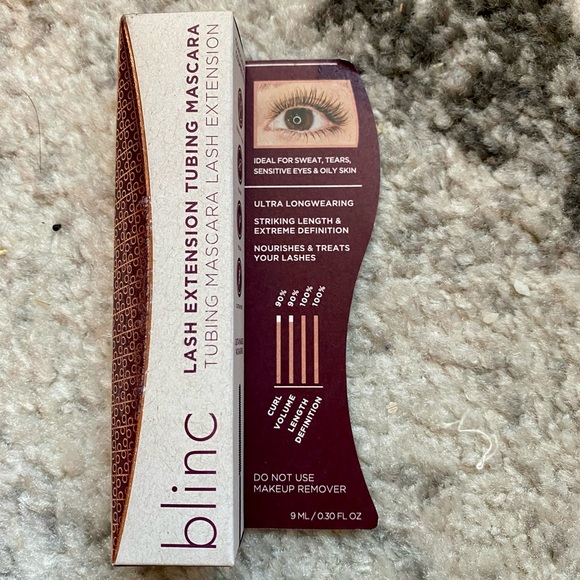 blinc
LASH EXTENSION TUBING MASCARA
TUBING MASCARA LASH EXTENSION
IDEAL FOR SWEAT, TEARS,
SENSITIVE EYES & OILY SKIN
ULTRA LONGWEARING
STRIKING LENGTH &
EXTREME DEFINITION
NOURISHES & TREATS
YOUR LASHES
90%
90%
100%
100%
CURL
VOLUME
LENGTH
DEFINITION
DO NOT USE
MAKEUP REMOVER
9 ML / 0.30 FL OZ